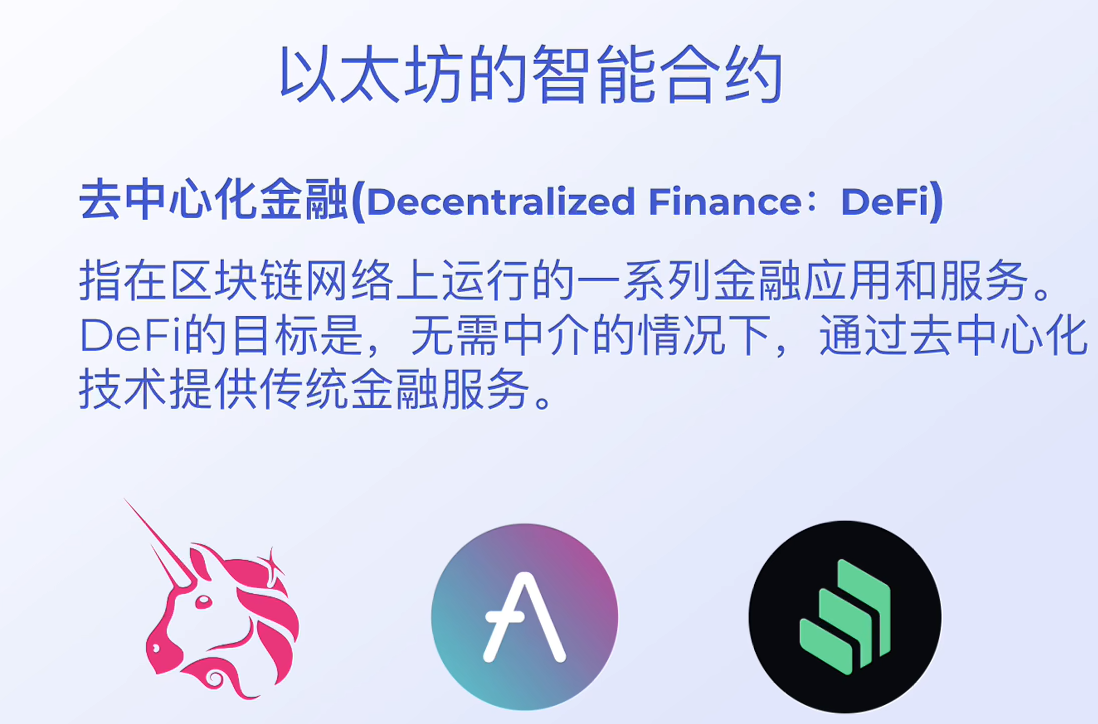 以太坊的智能合约
去中心化金融(Decentralized Finance：DeFi)
指在区块链网络上运行的一系列金融应用和服务。
DeFi的目标是，无需中介的情况下，通过去中心化
技术提供传统金融服务。